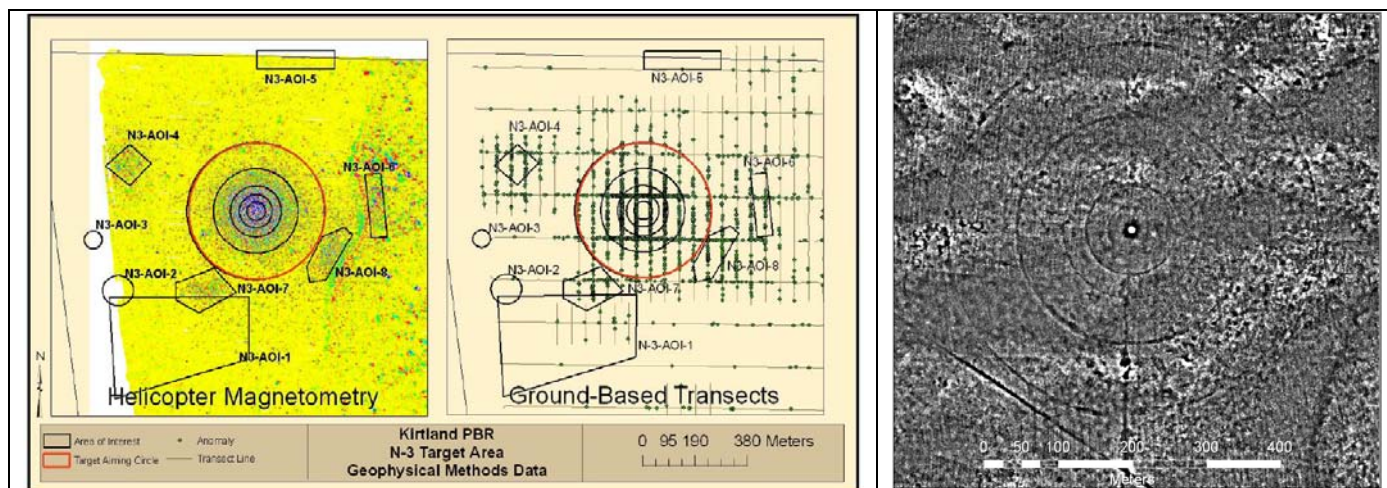 N3-AOI-5
N3-AOI-4
N3-AOI-6
N3-AOI-3
N3-AOI-2
N3-AOI-8
N3-AOI-7
N3-AOI-1
Helicopter Magnetometry
N
N3-AOI-5
N3-AOI-4
N3-AOI-6
N3-AOI-3
N3-AOI-2
N3-AOI-8
N3-AOI-7
N-3-AOI-1
Ground-Based Transects
Area of Interest
Anomaly
Target Aiming Circle
Transect Line
Kirtland PBR
N-3 Target Area
Geophysical Methods Data
0 95 190 380 Meters
0 50 100 200 300 400
Meters